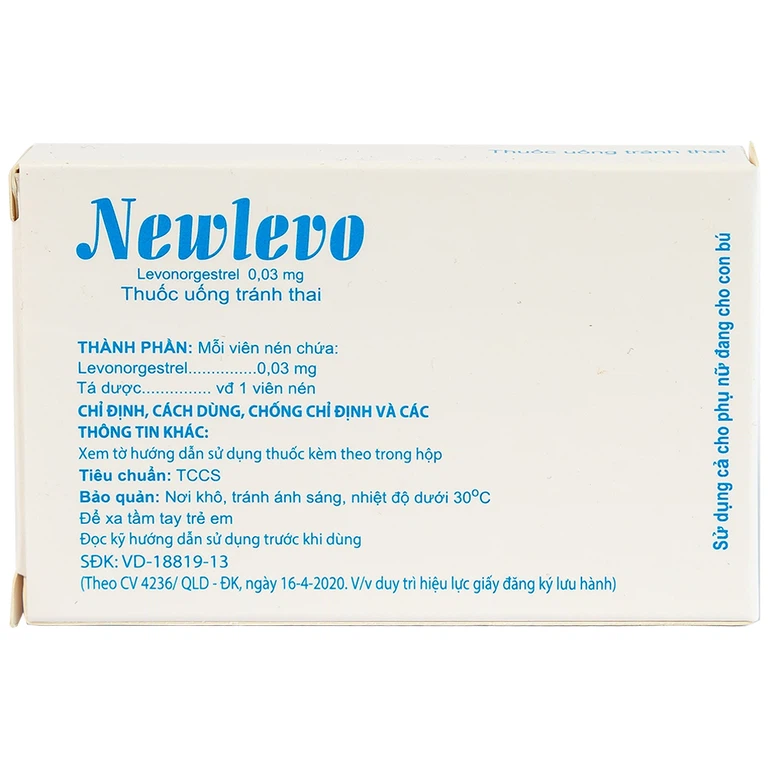 Thuốc uống tránh thai
Newlevo
Levonorgestrel 0,03 mg
Thuốc uống tránh thai
THÀNH PHẦN: Mỗi viên nén chứa:
Levonorgestrel...............0,03 mg
Tá dược............... vđ 1 viên nén
CHỈ ĐỊNH, CÁCH DÙNG, CHỐNG CHỈ ĐỊNH VÀ CÁC
THÔNG TIN KHÁC:
Xem tờ hướng dẫn sử dụng thuốc kèm theo trong hộp
Tiêu chuẩn: TCCS
Bảo quản: Nơi khô, tránh ánh sáng, nhiệt độ dưới 30⁰C
Để xa tầm tay trẻ em
Đọc kỹ hướng dẫn sử dụng trước khi dùng
SĐK: VD-18819-13
(Theo CV 4236/ QLD - ĐK, ngày 16-4-2020. V/v duy trì hiệu lực giấy đăng ký lưu hành)
Sử dụng cả cho phụ nữ đang cho con bú